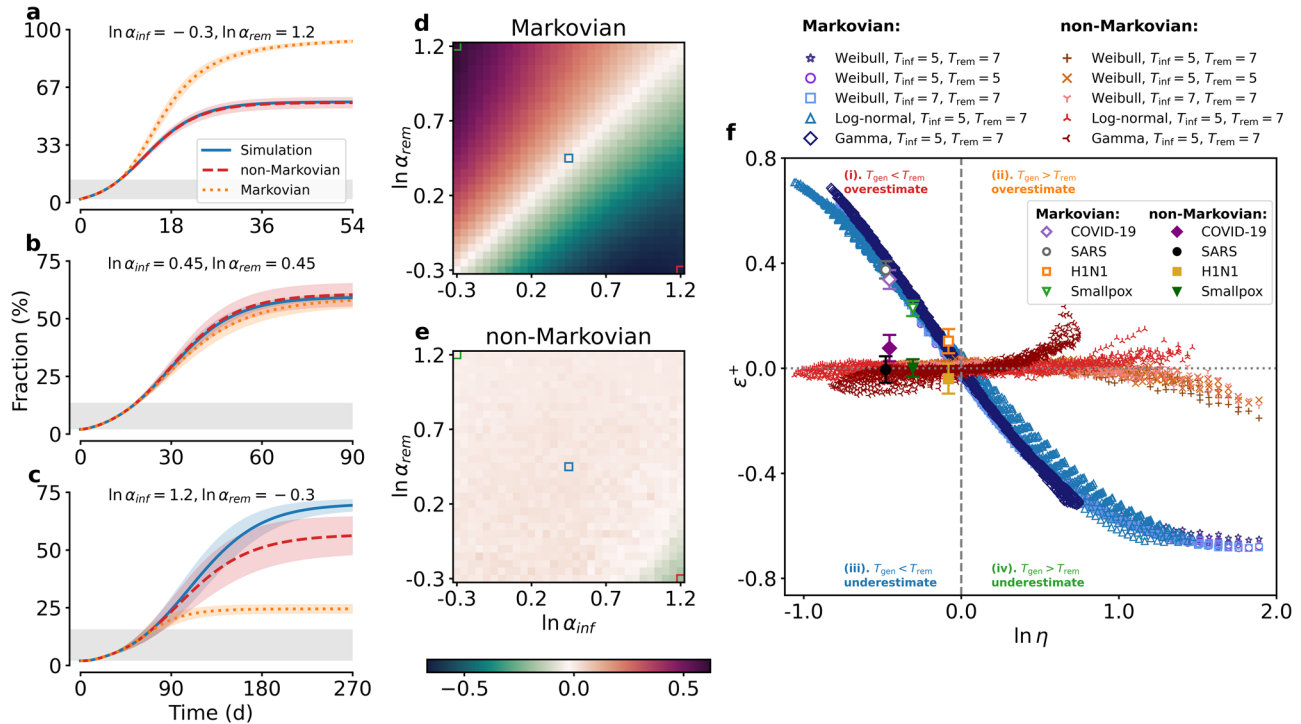 a
ln α_inf = −0.3, ln α_rem = 1.2
100
67
33
0
Simulation
non-Markovian
Markovian
0 18 36 54
b
ln α_inf = 0.45, ln α_rem = 0.45
75
50
25
0
Fraction (%)
0 30 60 90
c
ln α_inf = 1.2, ln α_rem = −0.3
75
50
25
0
0 90 180 270
Time (d)
d
Markovian
1.2
0.7
0.2
-0.3
ln α_rem
-0.3 0.2 0.7 1.2
e
non-Markovian
1.2
0.7
0.2
-0.3
ln α_rem
-0.3 0.2 0.7 1.2
ln α_inf
−0.5 0.0 0.5
Markovian:
Weibull, T_inf = 5, T_rem = 7
Weibull, T_inf = 5, T_rem = 5
Weibull, T_inf = 7, T_rem = 7
Log-normal, T_inf = 5, T_rem = 7
Gamma, T_inf = 5, T_rem = 7
non-Markovian:
Weibull, T_inf = 5, T_rem = 7
Weibull, T_inf = 5, T_rem = 5
Weibull, T_inf = 7, T_rem = 7
Log-normal, T_inf = 5, T_rem = 7
Gamma, T_inf = 5, T_rem = 7
f
0.8
0.4
0.0
-0.4
-0.8
ε⁺
(i). T_gen < T_rem
overestimate
(ii). T_gen > T_rem
overestimate
Markovian:
COVID-19
SARS
H1N1
Smallpox
non-Markovian:
COVID-19
SARS
H1N1
Smallpox
(iii). T_gen < T_rem
underestimate
(iv). T_gen > T_rem
underestimate
-1.0 0.0 1.0 2.0
ln η